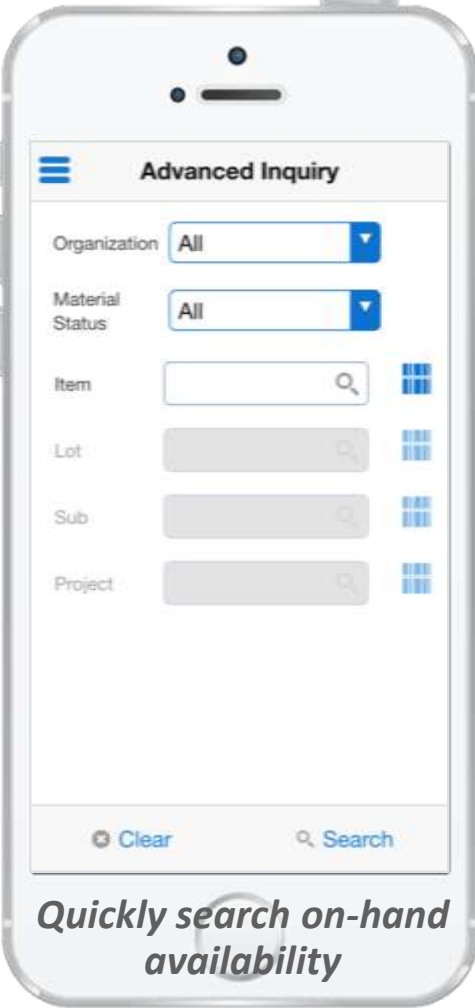 Advanced Inquiry
Organization All
Material
Status
All
Item
Lot
Sub
Project
Clear Search
Quickly search on-hand
availability